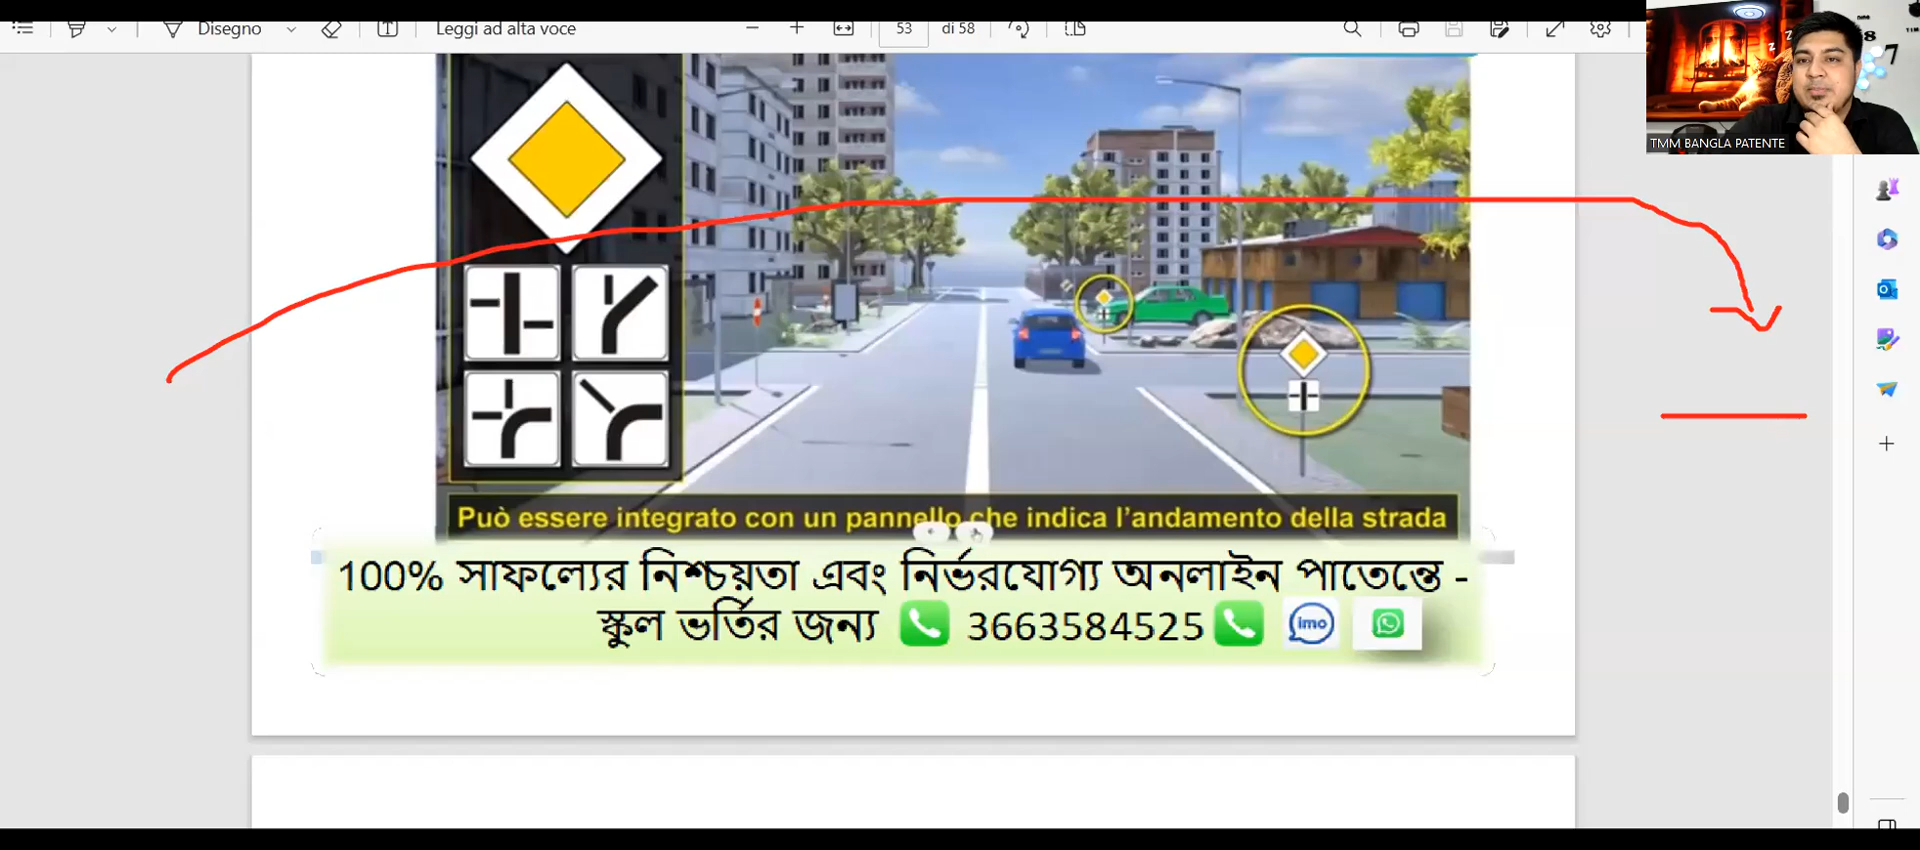 Disegno
Leggi ad alta voce
53
di 58
TMM BANGLA PATENTE
Può essere integrato con un pannello che indica l'andamento della strada
100% সাফল্যের নিশ্চয়তা এবং নির্ভরযোগ্য অনলাইন পাতেন্তে -
স্কুল ভর্তির জন্য 3663584525 imo